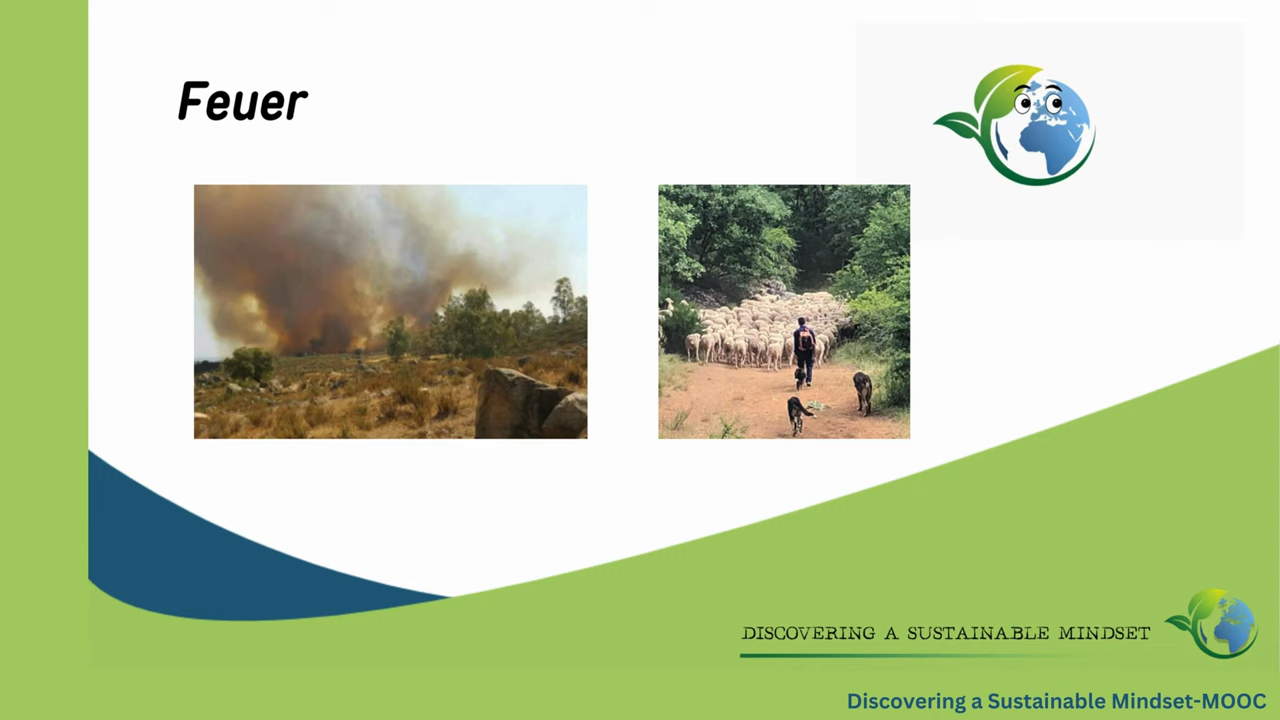 Feuer
DISCOVERING A SUSTAINABLE MINDSET
Discovering a Sustainable Mindset-MOOC